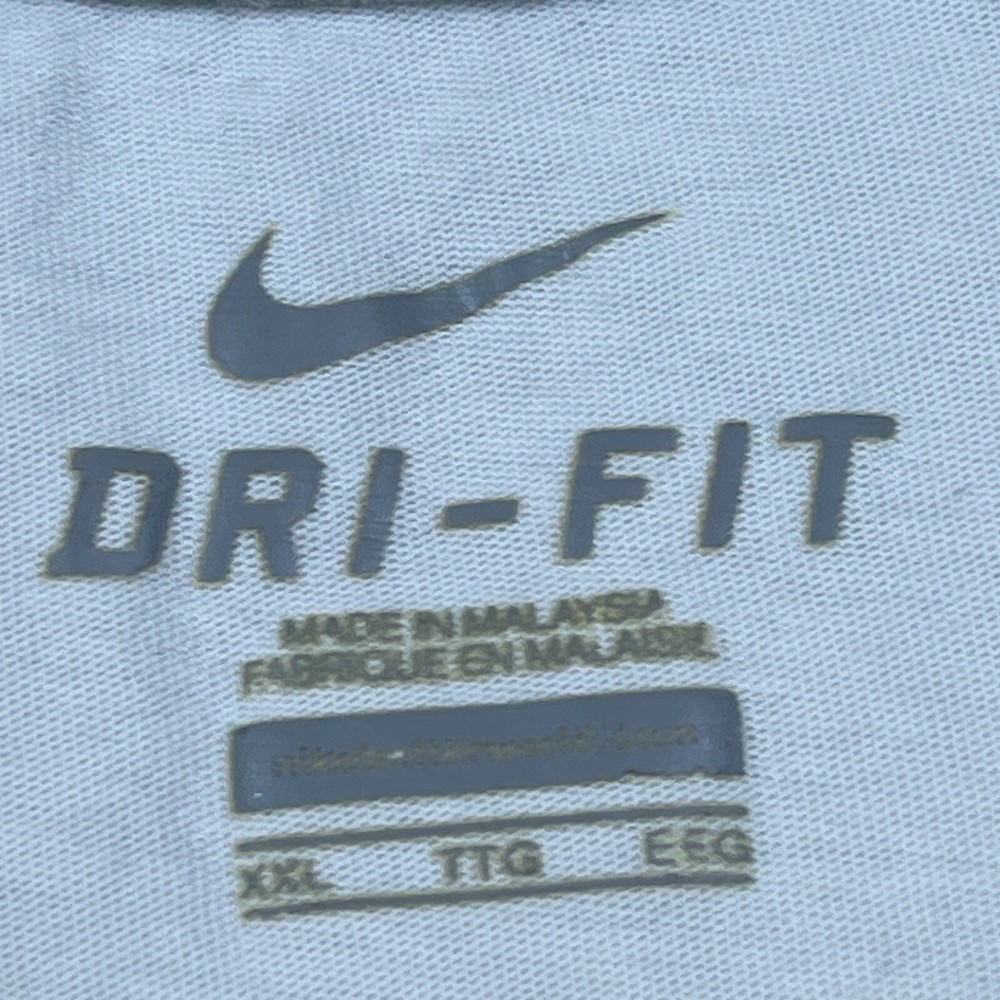 DRI-FIT
MADE IN MALAYSIA
FABRIQUE EN MALAISIE
XXL TTG EEG